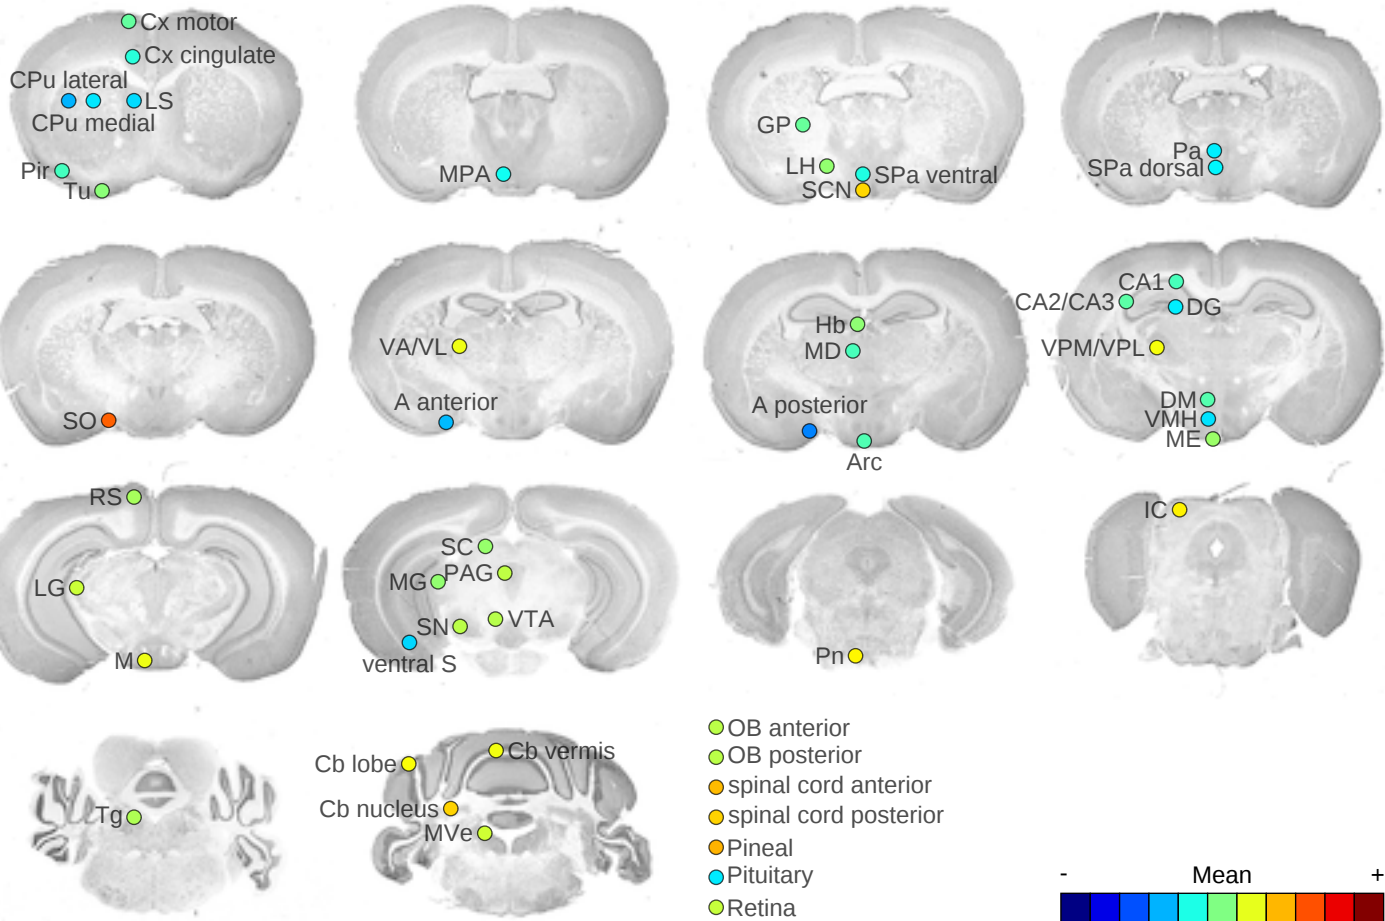 Cx motor
Cx cingulate
CPu lateral
LS
CPu medial
Pir
Tu
MPA
GP
LH
SPa ventral
SCN
Pa
SPa dorsal
SO
VA/VL
A anterior
Hb
MD
A posterior
Arc
CA1
CA2/CA3
DG
VPM/VPL
DM
VMH
ME
RS
LG
M
SC
MG
PAG
SN
VTA
ventral S
Pn
IC
Tg
Cb lobe
Cb vermis
Cb nucleus
MVe
OB anterior
OB posterior
spinal cord anterior
spinal cord posterior
Pineal
Pituitary
Retina
- Mean +